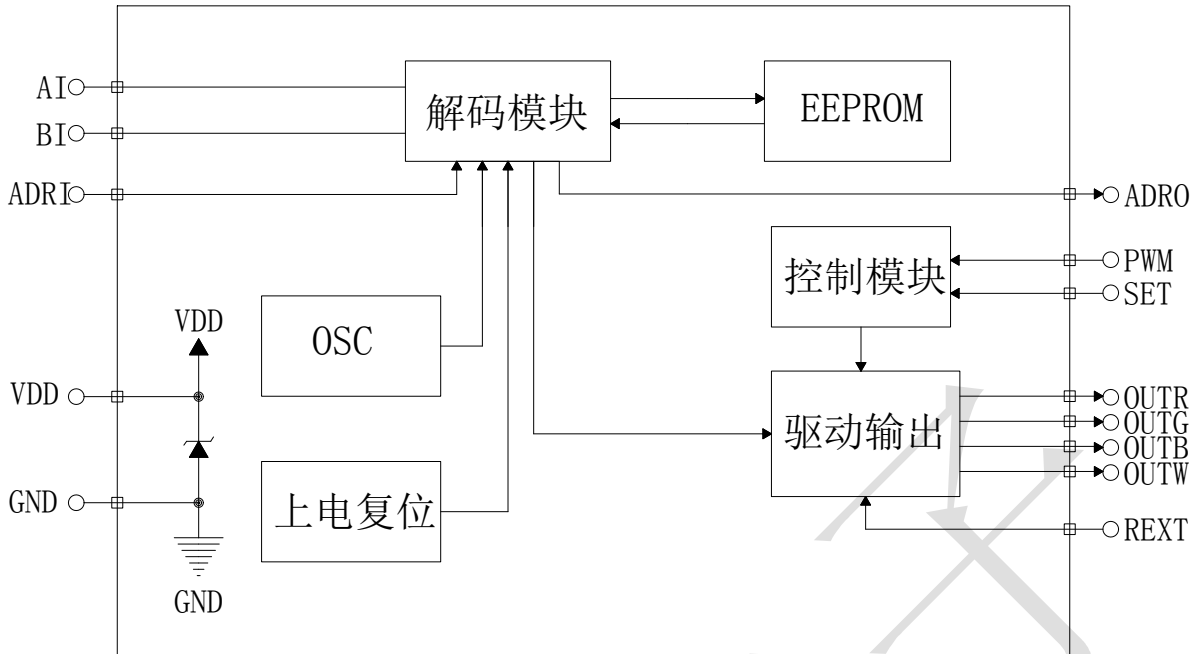 AI
BI
ADRI
解码模块
EEPROM
ADRO
控制模块
PWM
SET
VDD
OSC
VDD
驱动输出
OUTR
OUTG
OUTB
OUTW
GND
上电复位
REXT
GND